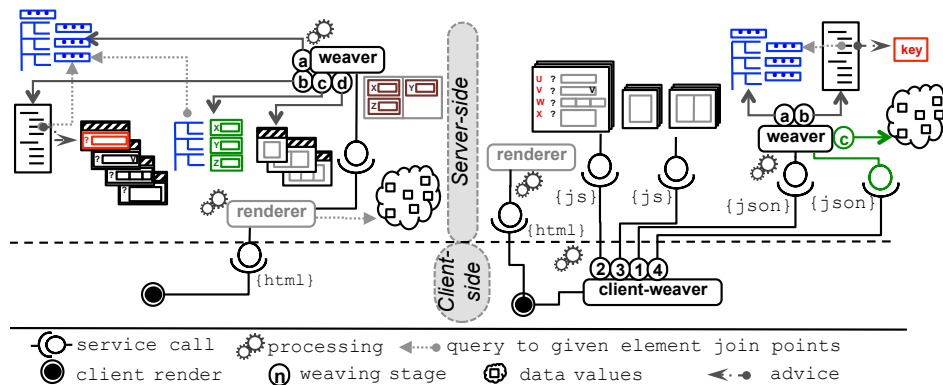 a weaver
b c d
X Y
Z
X
Y
Z
?
? V
?
?
renderer
{html}
Server-side
Client-side
U ?
V ? V
W ?
X ?
renderer
{html}
{js}
{js}
key
a b
weaver
c
{json}
{json}
2 3 1 4
client-weaver
service call
processing
query to given element join points
client render
n weaving stage
data values
advice